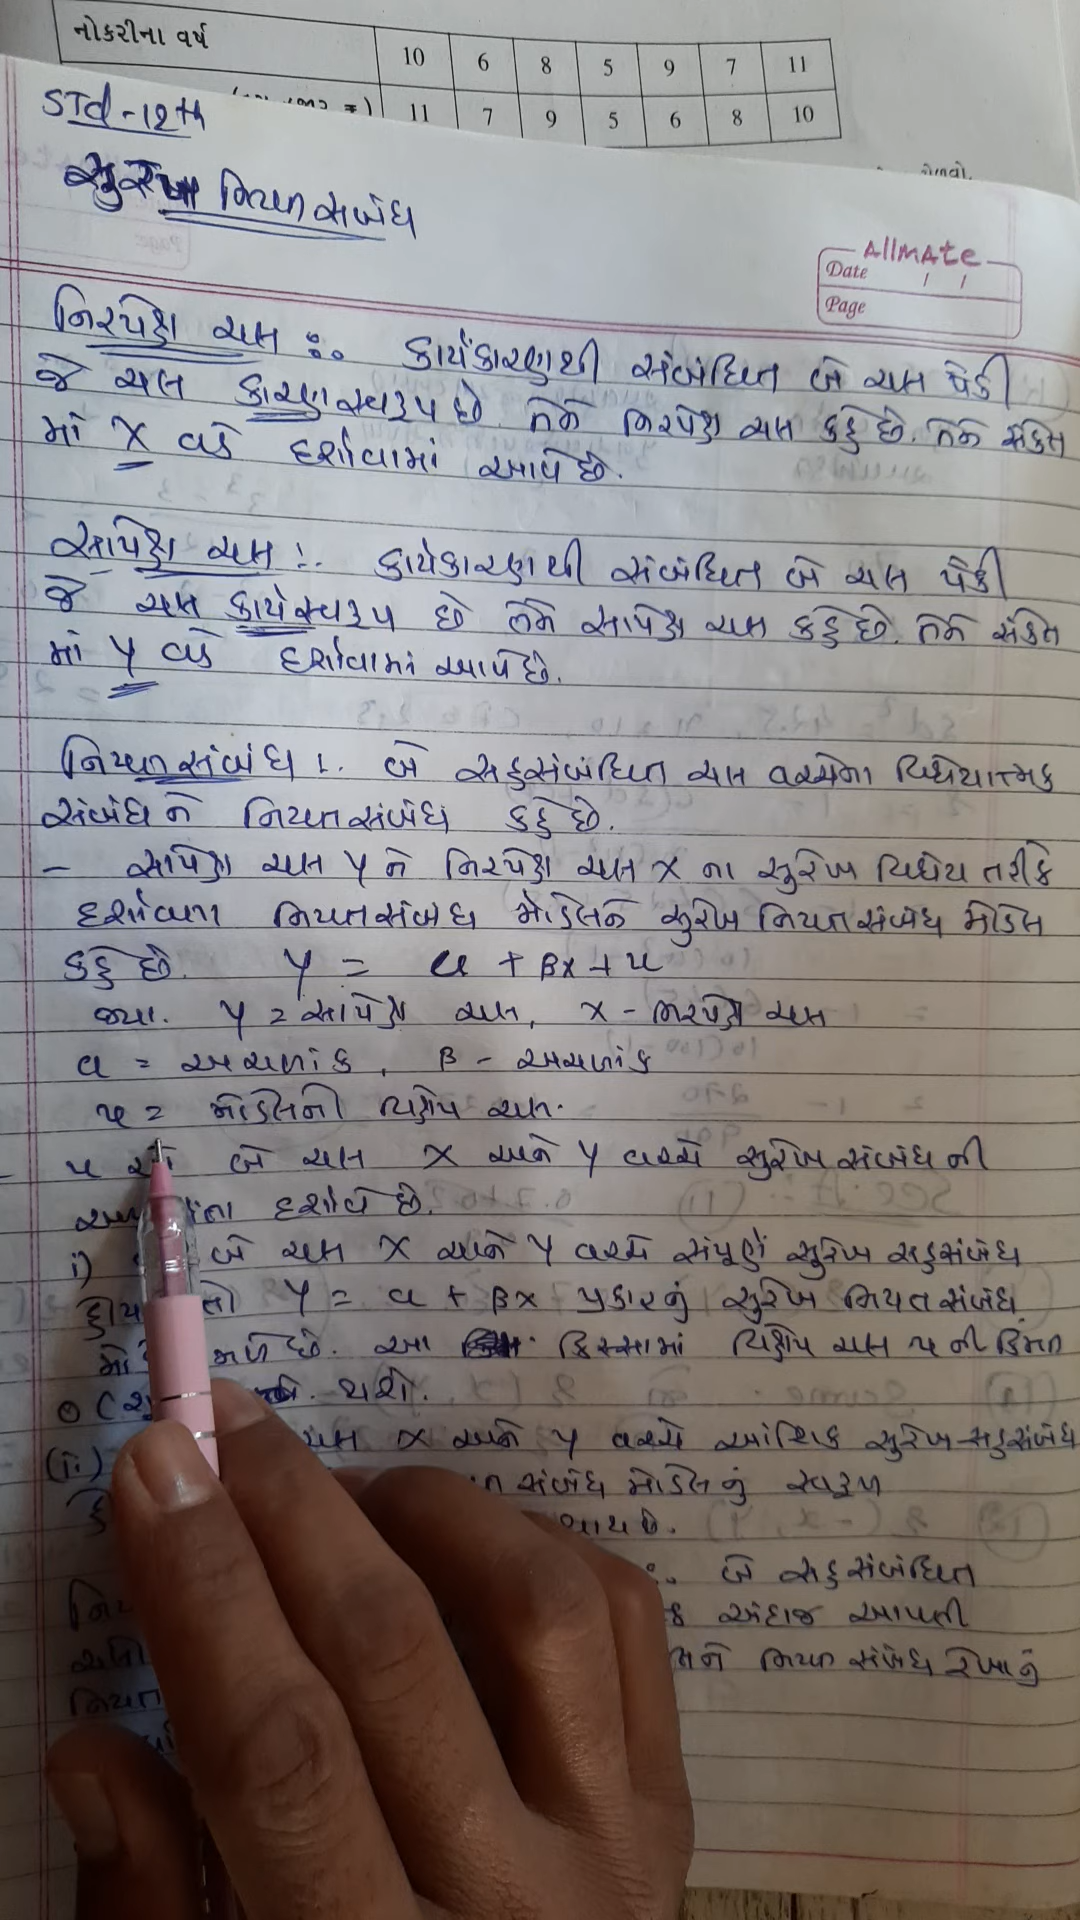 નોકરીના વર્ષ 10 6 8 5 9 7 11
11 7 9 5 6 8 10
STd-12th
સુરેખ નિયતસંબંધ
AllMAtE
Date / /
Page
નિરપેક્ષ ચલ :. કાર્યકારણથી સંબંધિત બે ચલ પૈકી
જે ચલ કારણસ્વરૂપ છે તેને નિરપેક્ષ ચલ કહે છે. તેને સંકેત
માં X વડે દર્શાવવામાં આવે છે.
સાપેક્ષ ચલ :. કાર્યકારણથી સંબંધિત બે ચલ પૈકી
જે ચલ કાર્યસ્વરૂપ છે તેને સાપેક્ષ ચલ કહે છે. તેને સંકેત
માં Y વડે દર્શાવવામાં આવે છે.
નિયતસંબંધ :. બે સહસંબંધિત ચલ વચ્ચેના વિધેયાત્મક
સંબંધને નિયતસંબંધ કહે છે.
- સાપેક્ષ ચલ Y ને નિરપેક્ષ ચલ X ના સુરેખ વિધેય તરીકે
દર્શાવતા નિયતસંબંધ મોડેલને સુરેખ નિયતસંબંધ મોડેલ
કહે છે. Y = α + βx + u
જ્યાં. Y = સાપેક્ષ ચલ, X - નિરપેક્ષ ચલ
α = અચળાંક, β - અચળાંક
u = મોડેલની વિક્ષેપ ચલ.
- u એ બે ચલ X અને Y વચ્ચે સુરેખ સંબંધની
દર્શાવે છે.
i) બે ચલ X અને Y વચ્ચે સંપૂર્ણ સુરેખ સહસંબંધ
હોય તો Y = α + βx પ્રકારનું સુરેખ નિયતસંબંધ
મળે છે. આ કિસ્સામાં વિક્ષેપ ચલ u ની કિંમત
0 થશે.
(ii) ચલ X અને Y વચ્ચે આંશિક સુરેખ સહસંબંધ
સંબંધ મોડેલનું સ્વરૂપ
થાય છે.
:. બે સહસંબંધિત
અંદાજ આપતી
નિયત સંબંધ રેખાનું
નિયત